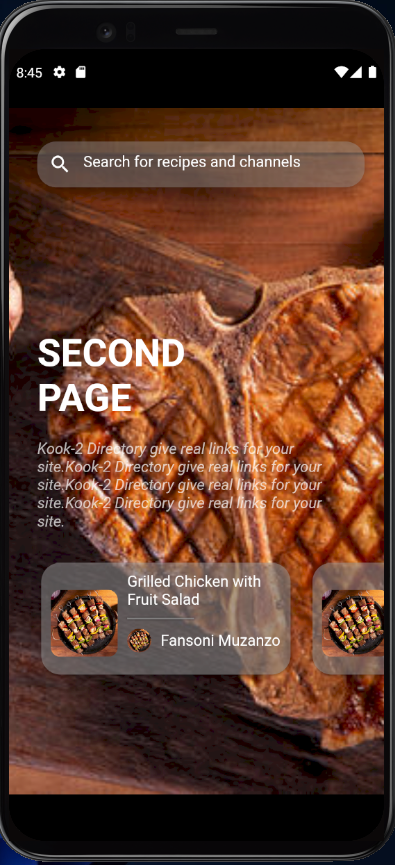 8:45
Search for recipes and channels
SECOND
PAGE
Kook-2 Directory give real links for your
site.Kook-2 Directory give real links for your
site.Kook-2 Directory give real links for your
site.Kook-2 Directory give real links for your
site.
Grilled Chicken with
Fruit Salad
Fansoni Muzanzo